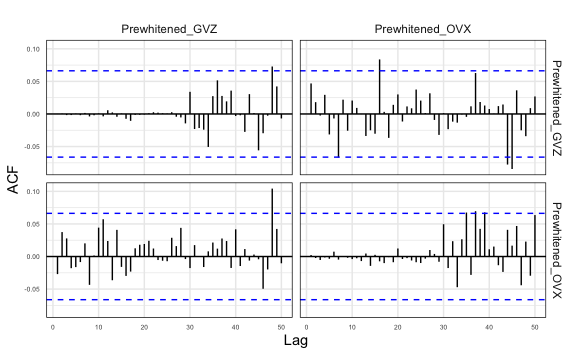 Prewhitened_GVZ Prewhitened_OVX
0.10
0.05
0.00
-0.05
Prewhitened_GVZ
ACF
0.10
0.05
0.00
-0.05
Prewhitened_OVX
0 10 20 30 40 50 0 10 20 30 40 50
Lag